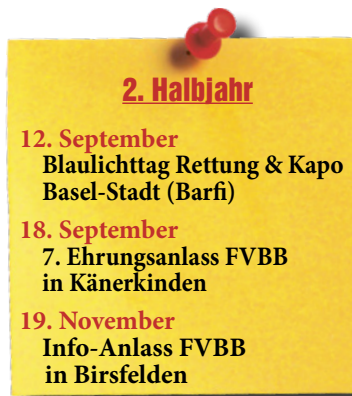 2. Halbjahr
12. September
Blaulichttag Rettung & Kapo
Basel-Stadt (Barfi)
18. September
7. Ehrungsanlass FVBB
in Känerkinden
19. November
Info-Anlass FVBB
in Birsfelden